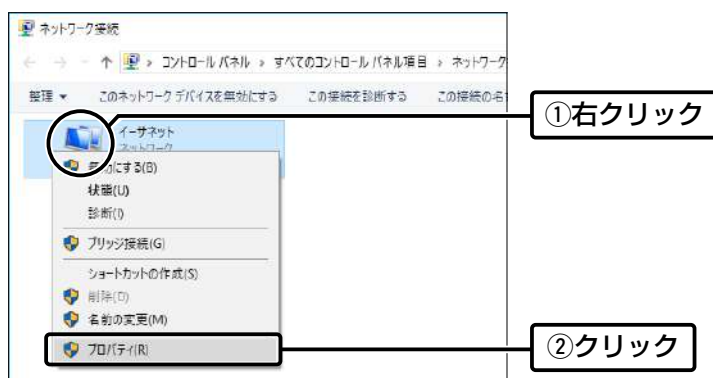 ネットワーク接続
コントロール パネル › すべてのコントロール パネル項目 › ネットワーク
整理 ▼ このネットワーク デバイスを無効にする この接続を診断する この接続の名
①右クリック
イーサネット
ネットワーク
無効にする(B)
状態(U)
診断(I)
ブリッジ接続(G)
ショートカットの作成(S)
削除(D)
名前の変更(M)
プロパティ(R)
②クリック